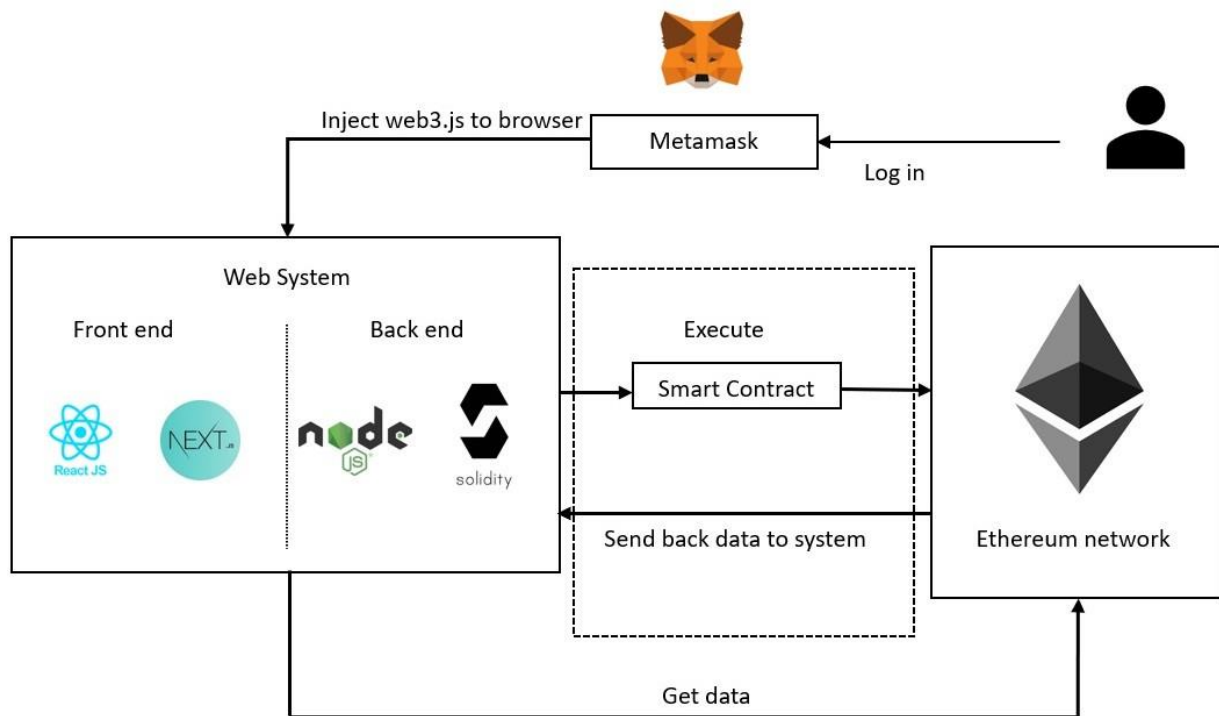 Inject web3.js to browser
Metamask
Log in
Web System
Front end
Back end
Execute
Smart Contract
React JS
NEXT.JS
node
JS
solidity
Send back data to system
Ethereum network
Get data